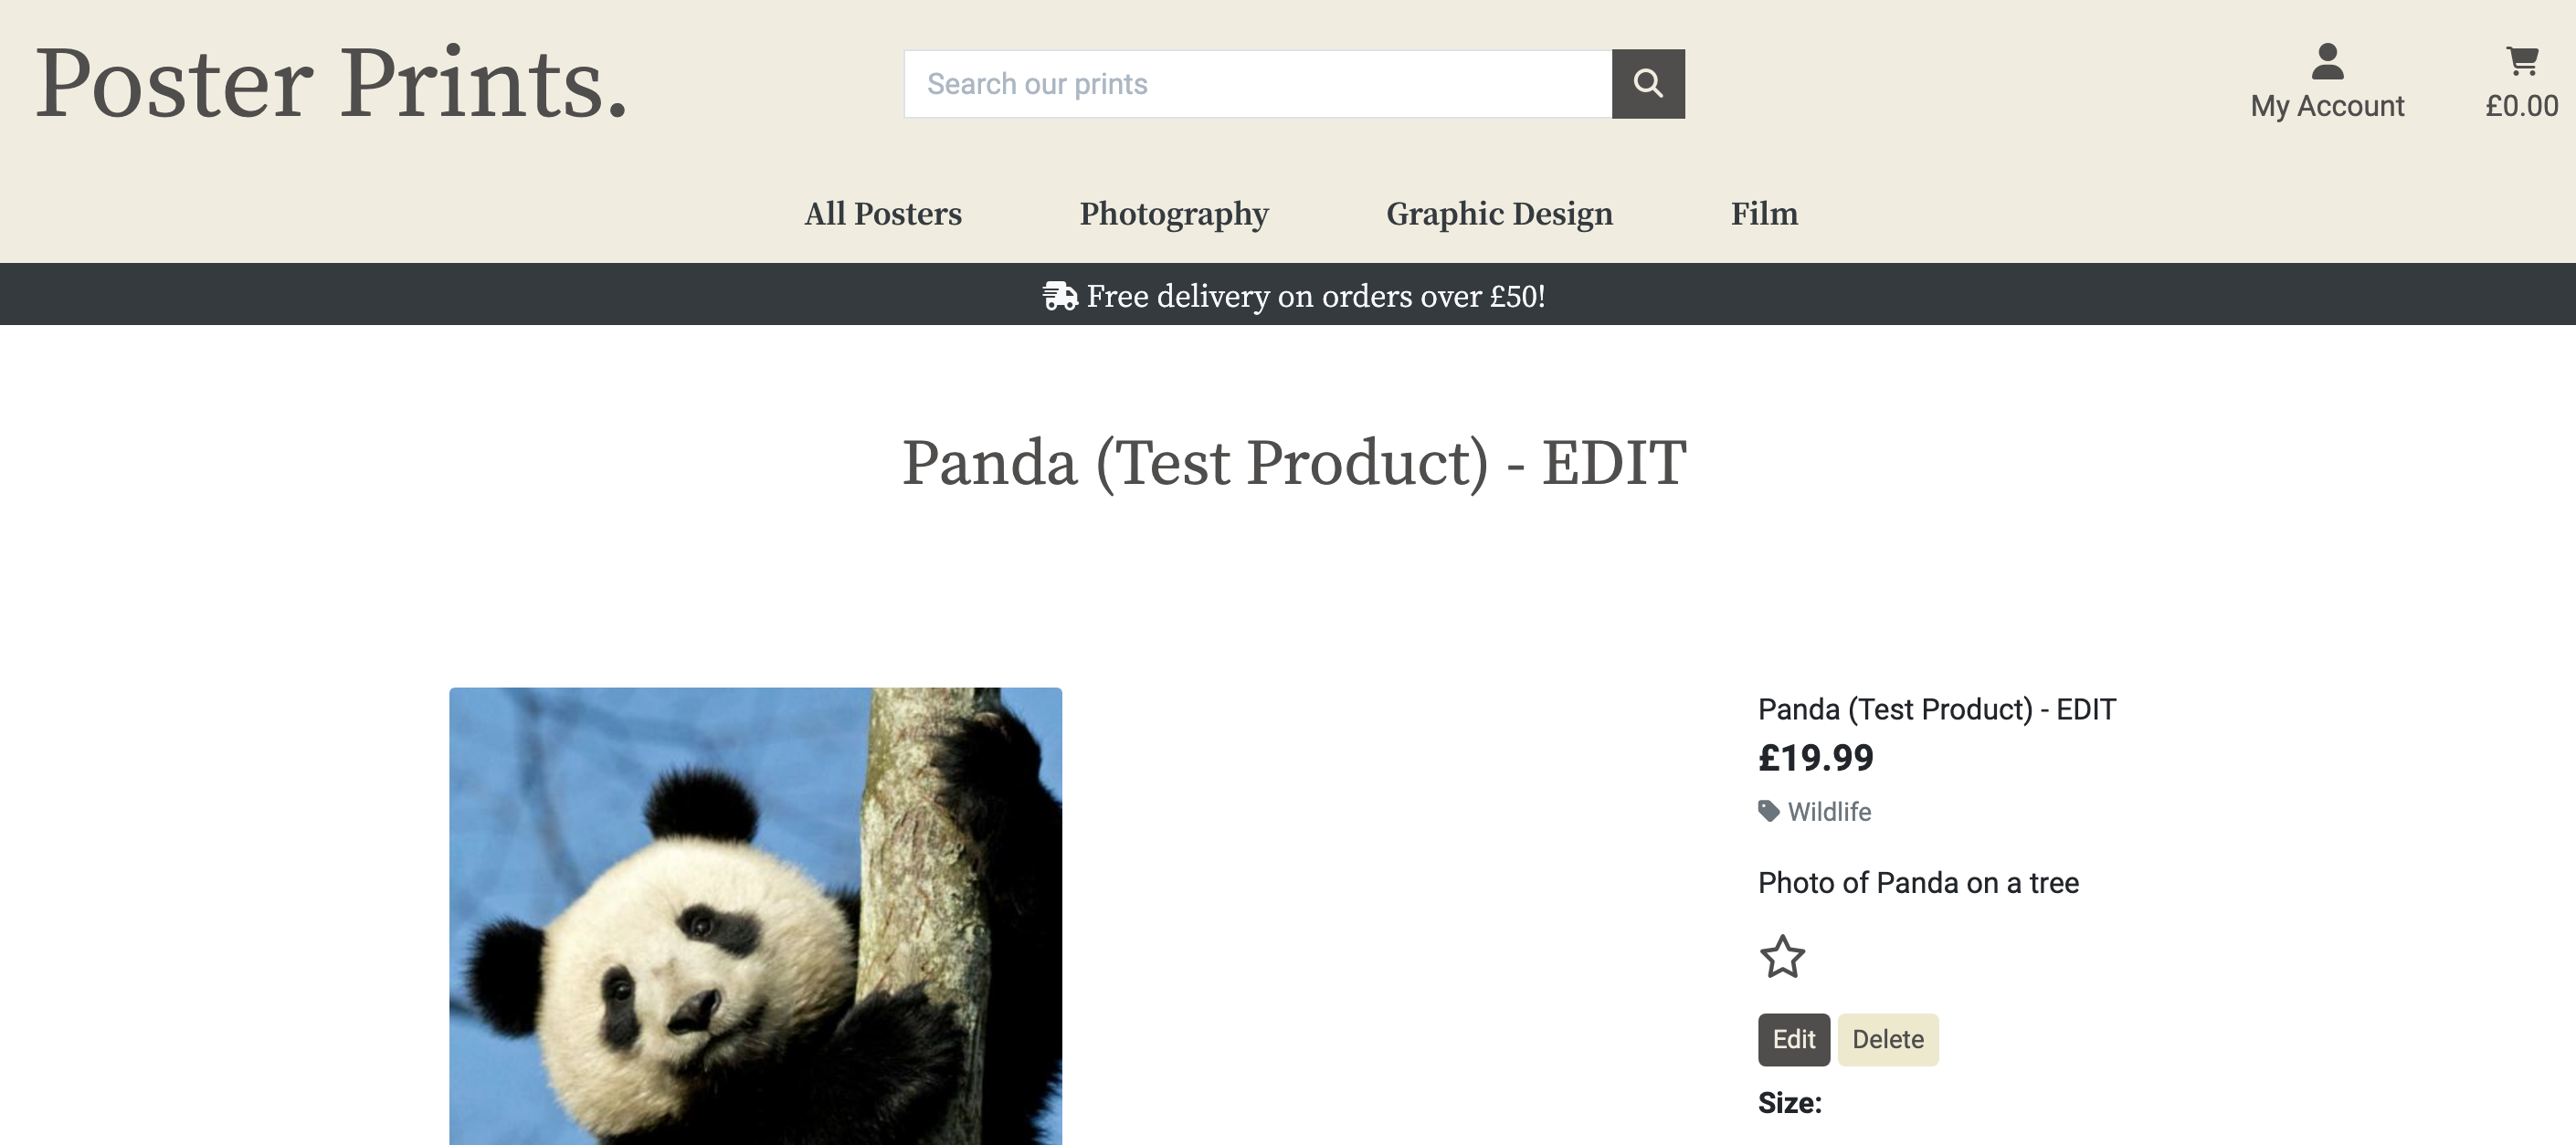 Poster Prints.
Search our prints
My Account
£0.00
All Posters
Photography
Graphic Design
Film
Free delivery on orders over £50!
Panda (Test Product) - EDIT
Panda (Test Product) - EDIT
£19.99
Wildlife
Photo of Panda on a tree
Edit
Delete
Size: